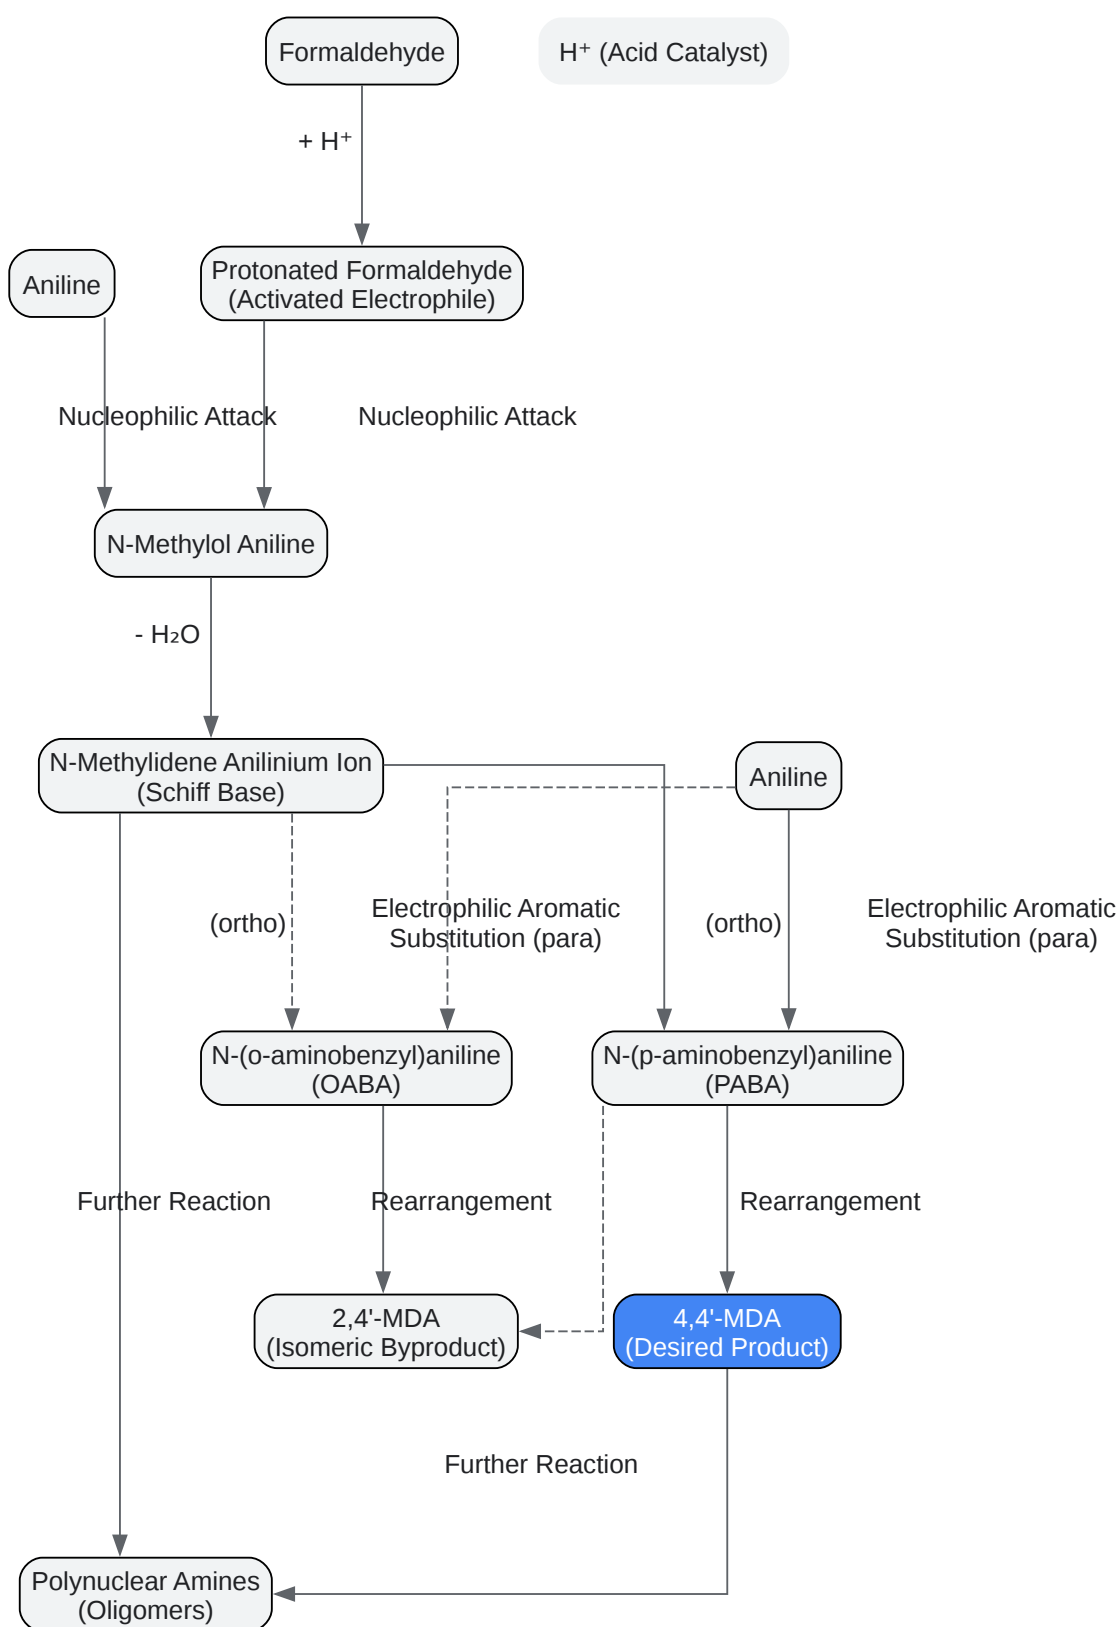 Formaldehyde
H⁺ (Acid Catalyst)
+ H⁺
Aniline
Protonated Formaldehyde
(Activated Electrophile)
Nucleophilic Attack
Nucleophilic Attack
N-Methylol Aniline
- H₂O
N-Methylidene Anilinium Ion
(Schiff Base)
Aniline
(ortho)
Electrophilic Aromatic
Substitution (para)
(ortho)
Electrophilic Aromatic
Substitution (para)
N-(o-aminobenzyl)aniline
(OABA)
N-(p-aminobenzyl)aniline
(PABA)
Further Reaction
Rearrangement
Rearrangement
2,4'-MDA
(Isomeric Byproduct)
4,4'-MDA
(Desired Product)
Further Reaction
Polynuclear Amines
(Oligomers)